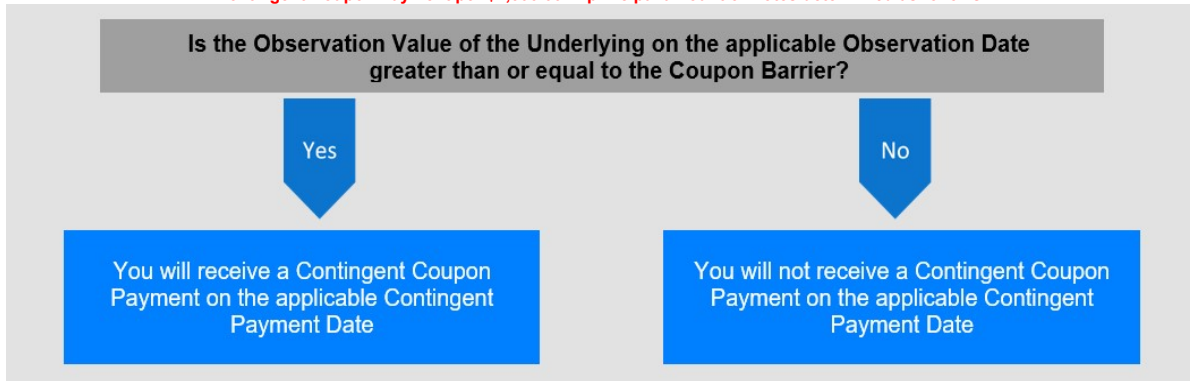 Is the Observation Value of the Underlying on the applicable Observation Date
greater than or equal to the Coupon Barrier?
Yes
No
You will receive a Contingent Coupon
Payment on the applicable Contingent
Payment Date
You will not receive a Contingent Coupon
Payment on the applicable Contingent
Payment Date